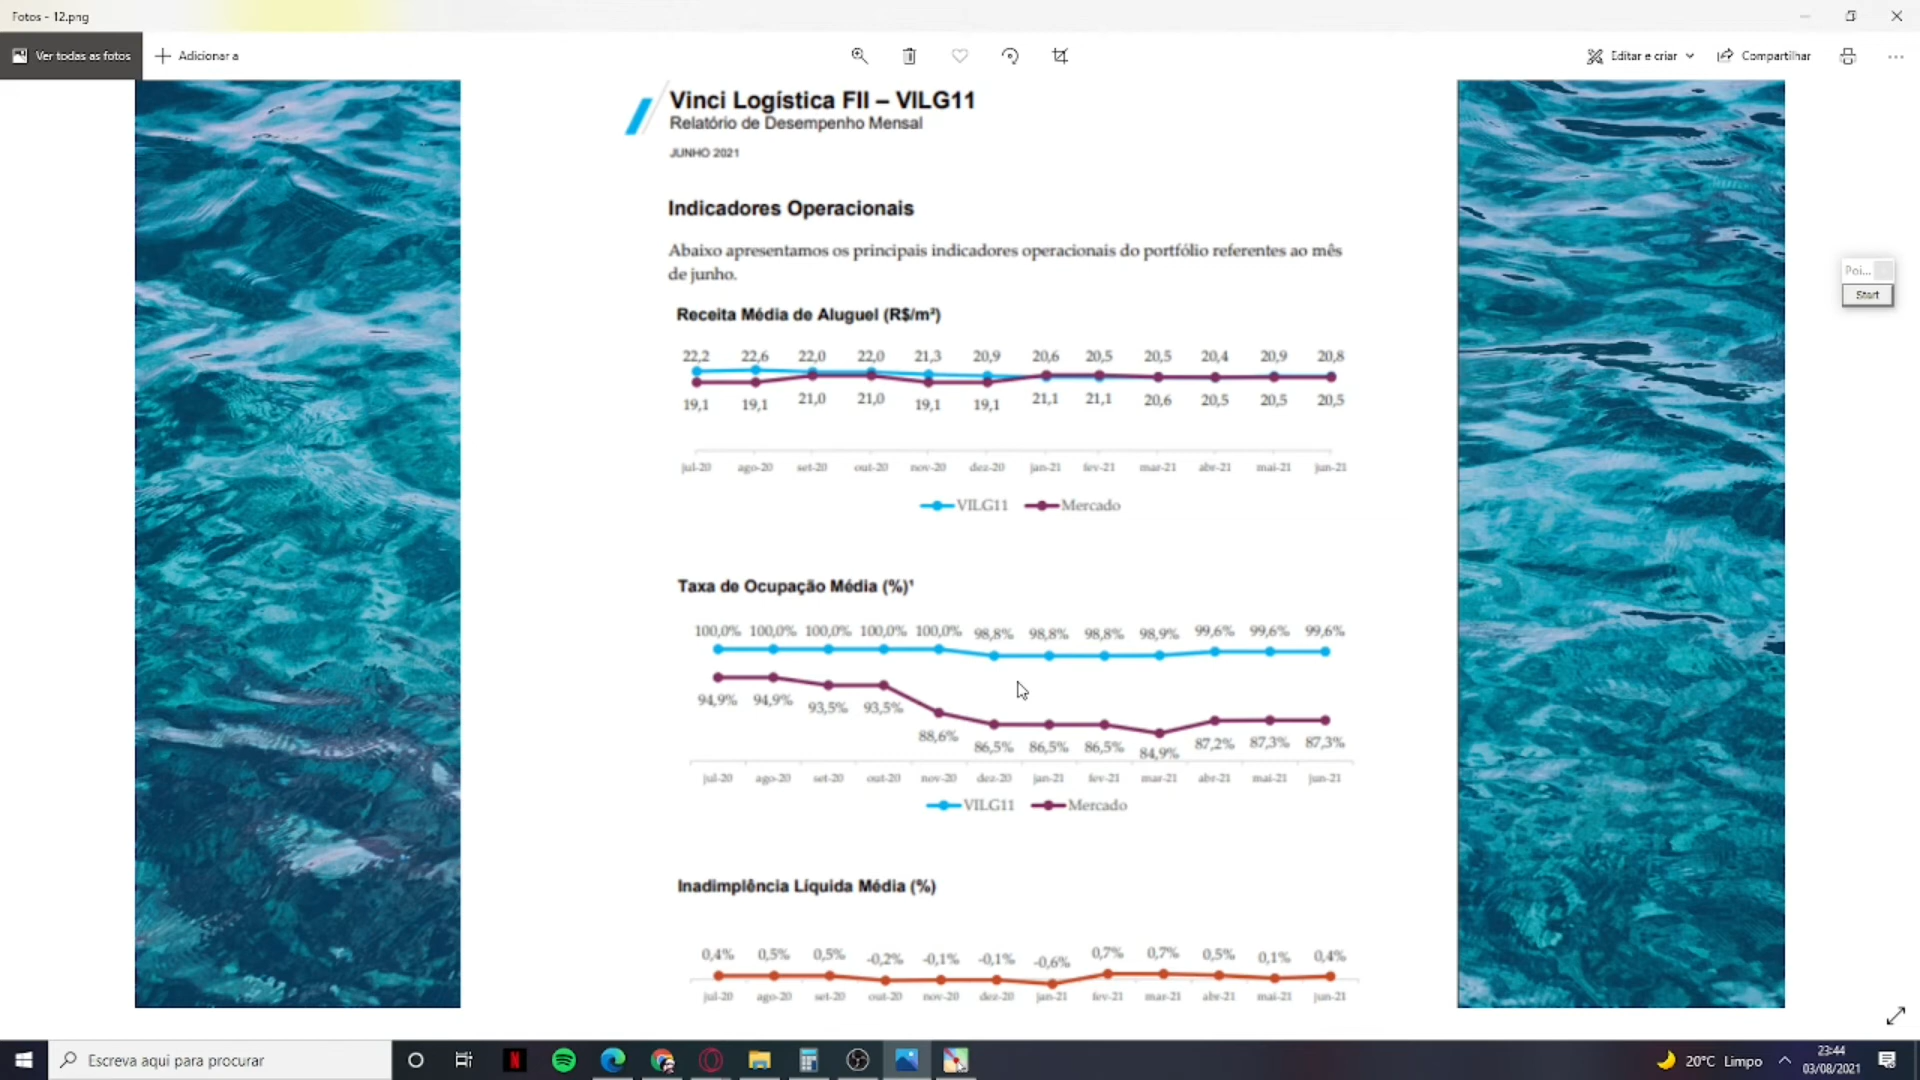 Fotos - 12.png
Ver todas as fotos
Adicionar a
Editar e criar
Compartilhar
Vinci Logística FII – VILG11
Relatório de Desempenho Mensal
JUNHO 2021
Indicadores Operacionais
Abaixo apresentamos os principais indicadores operacionais do portfólio referentes ao mês
de junho.
Poi...
Start
Receita Média de Aluguel (R$/m²)
22,2 22,6 22,0 22,0 21,3 20,9 20,6 20,5 20,5 20,4 20,9 20,8
19,1 19,1 21,0 21,0 19,1 19,1 21,1 21,1 20,6 20,5 20,5 20,5
jul-20 ago-20 set-20 out-20 nov-20 dez-20 jan-21 fev-21 mar-21 abr-21 mai-21 jun-21
VILG11 Mercado
Taxa de Ocupação Média (%)¹
100,0% 100,0% 100,0% 100,0% 100,0% 98,8% 98,8% 98,8% 98,9% 99,6% 99,6% 99,6%
94,9% 94,9% 93,5% 93,5% 88,6% 86,5% 86,5% 86,5% 84,9% 87,2% 87,3% 87,3%
jul-20 ago-20 set-20 out-20 nov-20 dez-20 jan-21 fev-21 mar-21 abr-21 mai-21 jun-21
VILG11 Mercado
Inadimplência Líquida Média (%)
0,4% 0,5% 0,5% -0,2% -0,1% -0,1% -0,6% 0,7% 0,7% 0,5% 0,1% 0,4%
jul-20 ago-20 set-20 out-20 nov-20 dez-20 jan-21 fev-21 mar-21 abr-21 mai-21 jun-21
Escreva aqui para procurar
20°C Limpo
23:44
03/08/2021